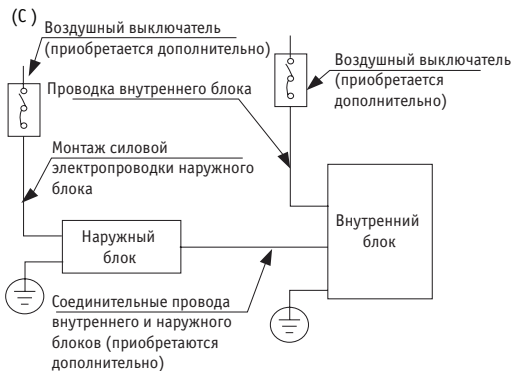 (C)
Воздушный выключатель
(приобретается дополнительно)
Воздушный выключатель
(приобретается
дополнительно)
Проводка внутреннего блока
Монтаж силовой
электропроводки наружного
блока
Наружный
блок
Внутренний
блок
Соединительные провода
внутреннего и наружного
блоков (приобретаются
дополнительно)